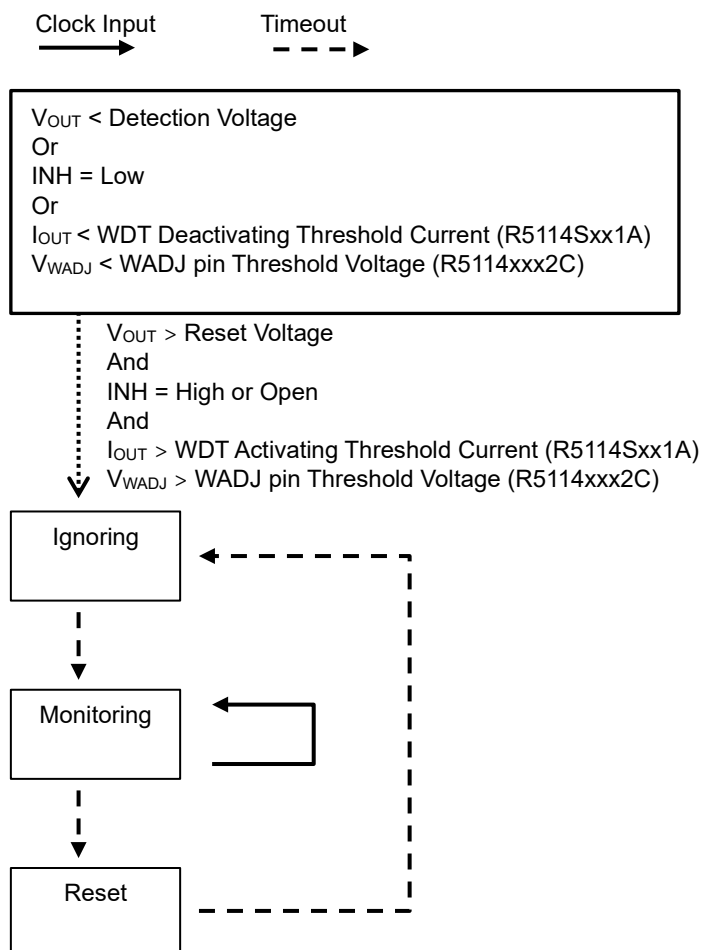 Clock Input
Timeout
VOUT < Detection Voltage
Or
INH = Low
Or
IOUT < WDT Deactivating Threshold Current (R5114Sxx1A)
VWADJ < WADJ pin Threshold Voltage (R5114xxx2C)
VOUT > Reset Voltage
And
INH = High or Open
And
IOUT > WDT Activating Threshold Current (R5114Sxx1A)
VWADJ > WADJ pin Threshold Voltage (R5114xxx2C)
Ignoring
Monitoring
Reset